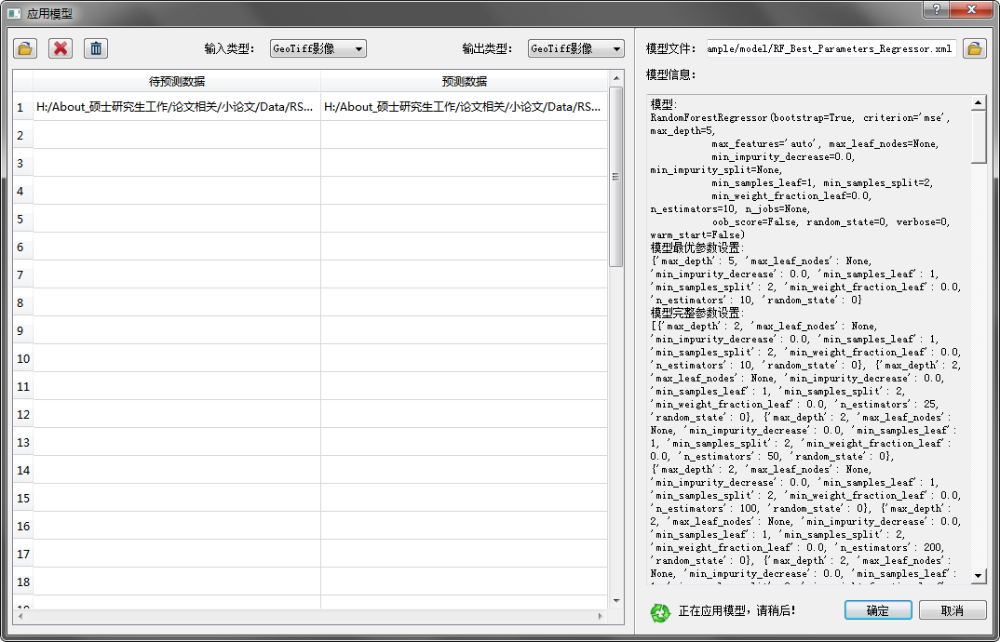 应用模型
输入类型: GeoTiff影像 输出类型: GeoTiff影像
待预测数据 预测数据
1 H:/About_硕士研究生工作/论文相关/小论文/Data/RS... H:/About_硕士研究生工作/论文相关/小论文/Data/RS...
2
3
4
5
6
7
8
9
10
11
12
13
14
15
16
17
18
模型文件: ample/model/RF_Best_Parameters_Regressor.xml
模型信息:
模型:
RandomForestRegressor(bootstrap=True, criterion='mse',
max_depth=5,
max_features='auto', max_leaf_nodes=None,
min_impurity_decrease=0.0,
min_impurity_split=None,
min_samples_leaf=1, min_samples_split=2,
min_weight_fraction_leaf=0.0,
n_estimators=10, n_jobs=None,
oob_score=False, random_state=0, verbose=0,
warm_start=False)
模型最优参数设置:
{'max_depth': 5, 'max_leaf_nodes': None,
'min_impurity_decrease': 0.0, 'min_samples_leaf': 1,
'min_samples_split': 2, 'min_weight_fraction_leaf': 0.0,
'n_estimators': 10, 'random_state': 0}
模型完整参数设置:
[{'max_depth': 2, 'max_leaf_nodes': None,
'min_impurity_decrease': 0.0, 'min_samples_leaf': 1,
'min_samples_split': 2, 'min_weight_fraction_leaf': 0.0,
'n_estimators': 10, 'random_state': 0}, {'max_depth': 2,
'max_leaf_nodes': None, 'min_impurity_decrease': 0.0,
'min_samples_leaf': 1, 'min_samples_split': 2,
'min_weight_fraction_leaf': 0.0, 'n_estimators': 25,
'random_state': 0}, {'max_depth': 2, 'max_leaf_nodes':
None, 'min_impurity_decrease': 0.0, 'min_samples_leaf':
1, 'min_samples_split': 2, 'min_weight_fraction_leaf':
0.0, 'n_estimators': 50, 'random_state': 0},
{'max_depth': 2, 'max_leaf_nodes': None,
'min_impurity_decrease': 0.0, 'min_samples_leaf': 1,
'min_samples_split': 2, 'min_weight_fraction_leaf': 0.0,
'n_estimators': 100, 'random_state': 0}, {'max_depth':
2, 'max_leaf_nodes': None, 'min_impurity_decrease': 0.0,
'min_samples_leaf': 1, 'min_samples_split': 2,
'min_weight_fraction_leaf': 0.0, 'n_estimators': 200,
'random_state': 0}, {'max_depth': 2, 'max_leaf_nodes':
None, 'min_impurity_decrease': 0.0, 'min_samples_leaf':
正在应用模型，请稍后!
确定 取消